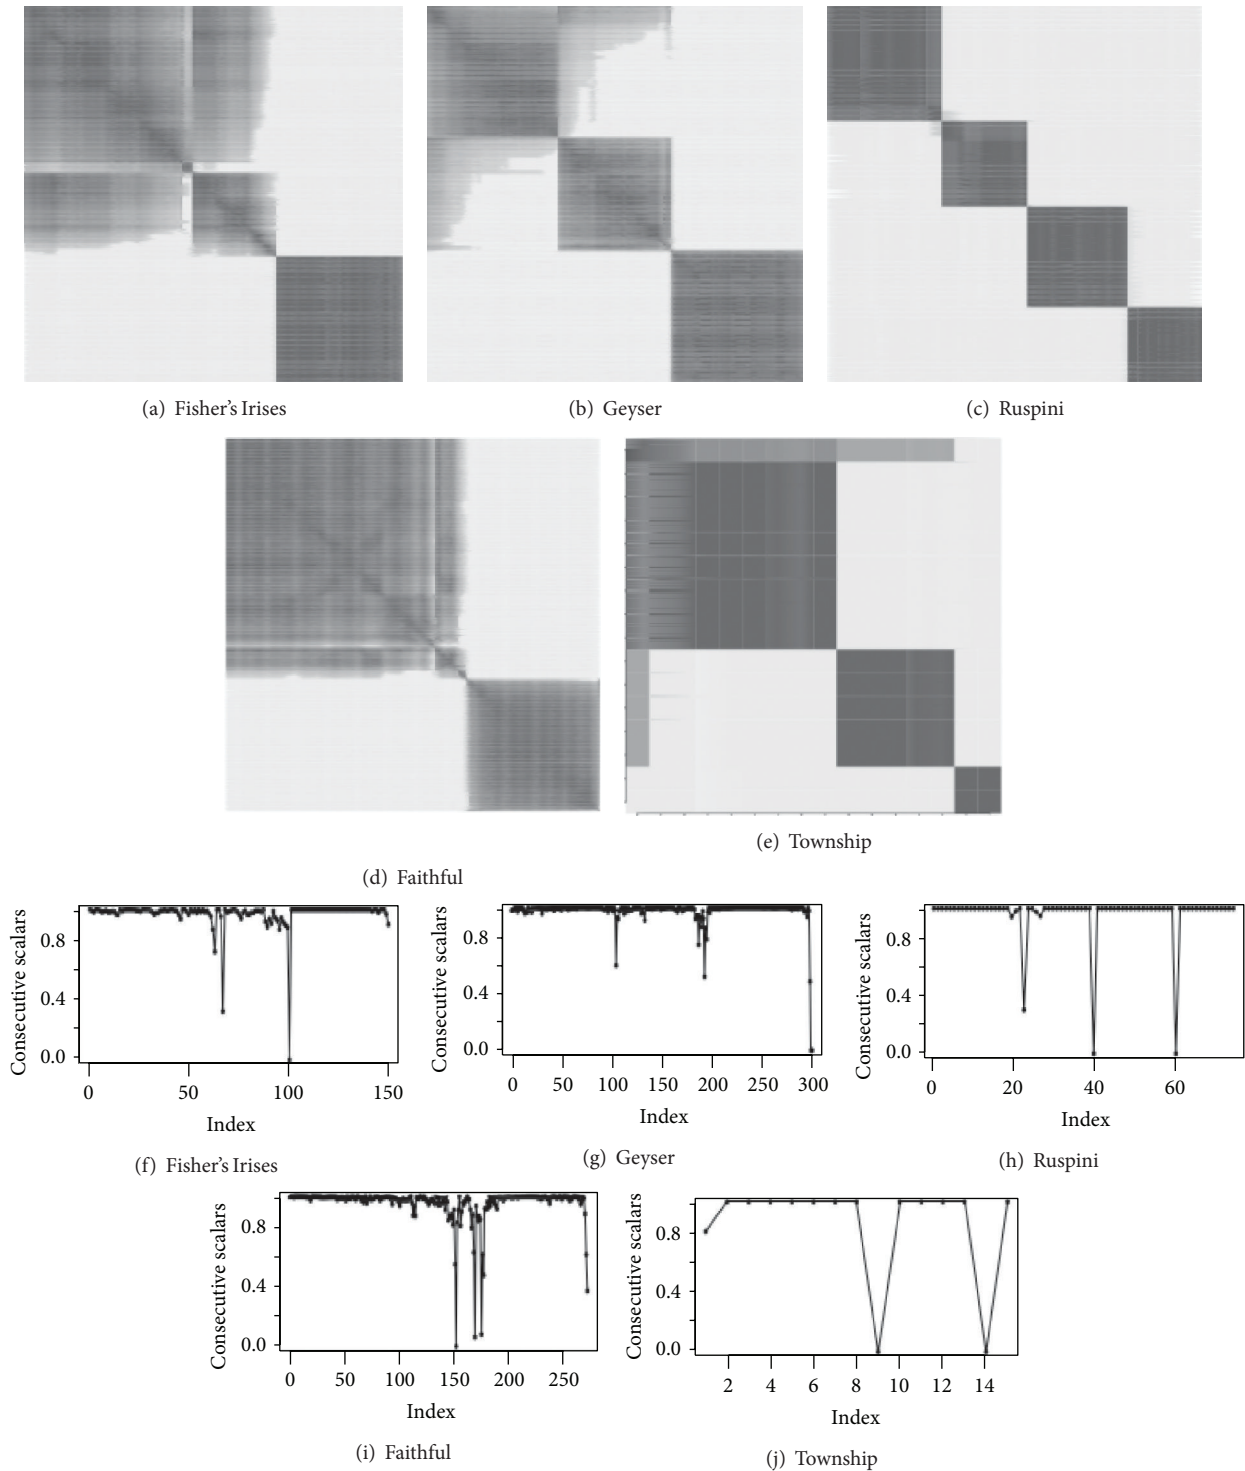 (a) Fisher's Irises
(b) Geyser
(c) Ruspini
(d) Faithful
(e) Township
Consecutive scalars
0.8
0.4
0.0
0
50
100
150
Index
(f) Fisher's Irises
Consecutive scalars
0.8
0.4
0.0
0
50
100
150
200
250
300
Index
(g) Geyser
Consecutive scalars
0.8
0.4
0.0
0
20
40
60
Index
(h) Ruspini
Consecutive scalars
0.8
0.4
0.0
0
50
100
150
200
250
Index
(i) Faithful
Consecutive scalars
0.8
0.4
0.0
2
4
6
8
10
12
14
Index
(j) Township